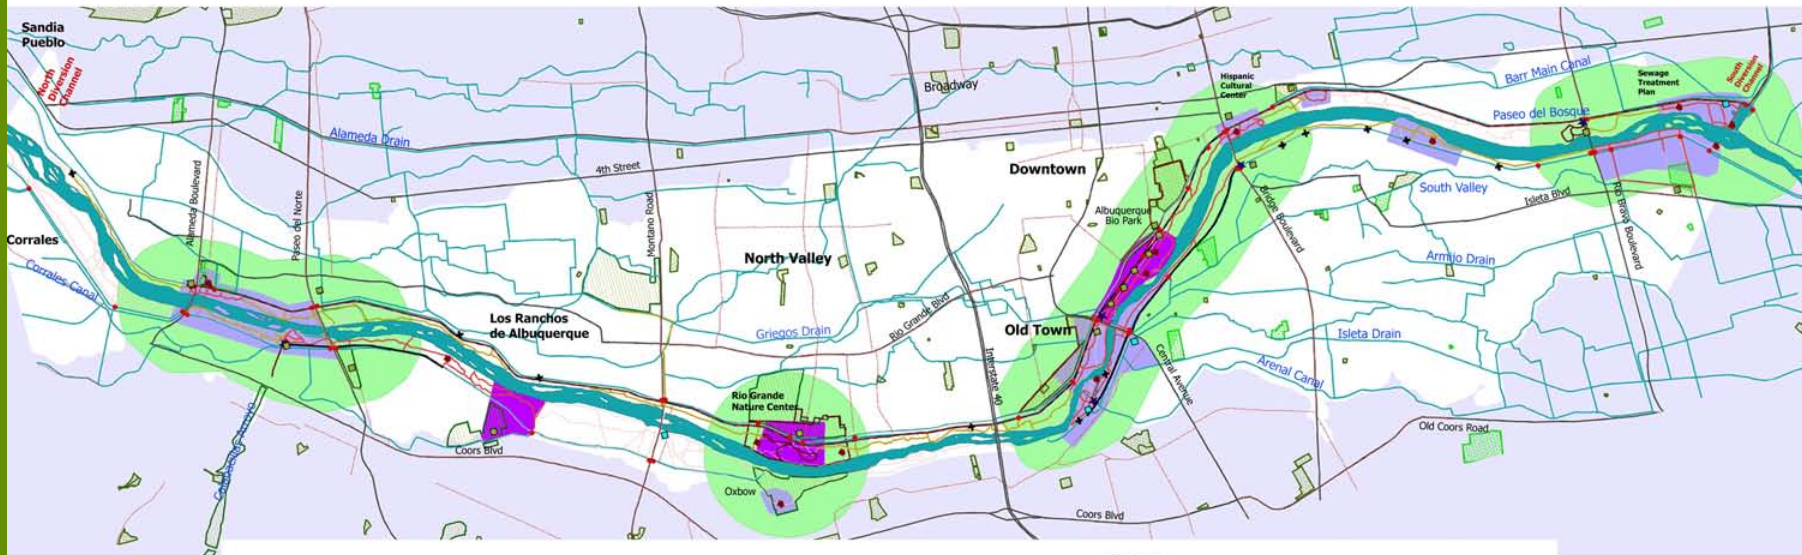 Sandia
Pueblo
North
Diversion
Channel
Corrales
Corrales Canal
Alameda Drain
Alameda Boulevard
Paseo del Norte
4th Street
Montano Road
Los Ranchos
de Albuquerque
North Valley
Griegos Drain
Rio Grande Blvd
Coors Blvd
Rio Grande
Nature Center
Oxbow
Broadway
Interstate 40
Downtown
Old Town
Albuquerque
Bio Park
Hispanic
Cultural
Center
Central Avenue
Bridge Boulevard
Coors Blvd
Barr Main Canal
Paseo del Bosque
South Valley
Isleta Blvd
Armijo Drain
Isleta Drain
Arenal Canal
Old Coors Road
Rio Bravo Boulevard
Sewage
Treatment
Plan
South
Diversion
Channel